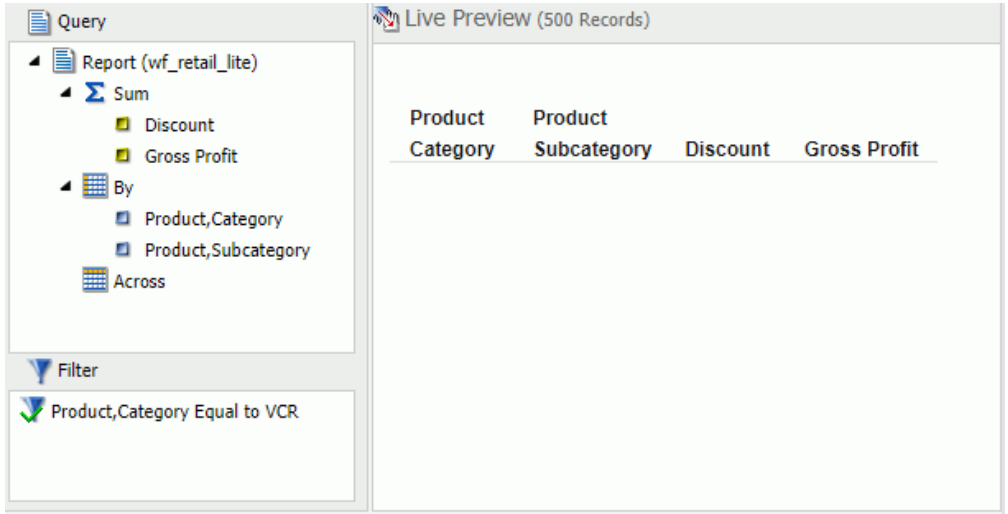 Query
Report (wf_retail_lite)
Sum
Discount
Gross Profit
By
Product,Category
Product,Subcategory
Across
Filter
Product,Category Equal to VCR
Live Preview (500 Records)
Product Product
Category Subcategory Discount Gross Profit